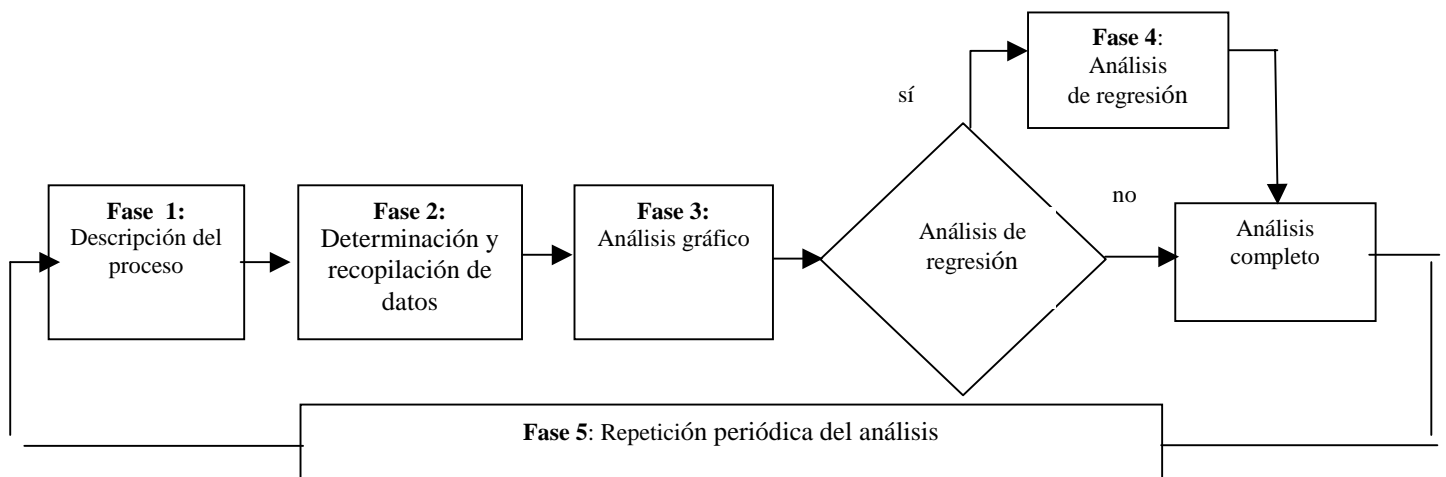 Fase 1:
Descripción del
proceso
Fase 2:
Determinación y
recopilación de
datos
Fase 3:
Análisis gráfico
Análisis de
regresión
sí
Fase 4:
Análisis
de regresión
no
Análisis
completo
Fase 5: Repetición periódica del análisis